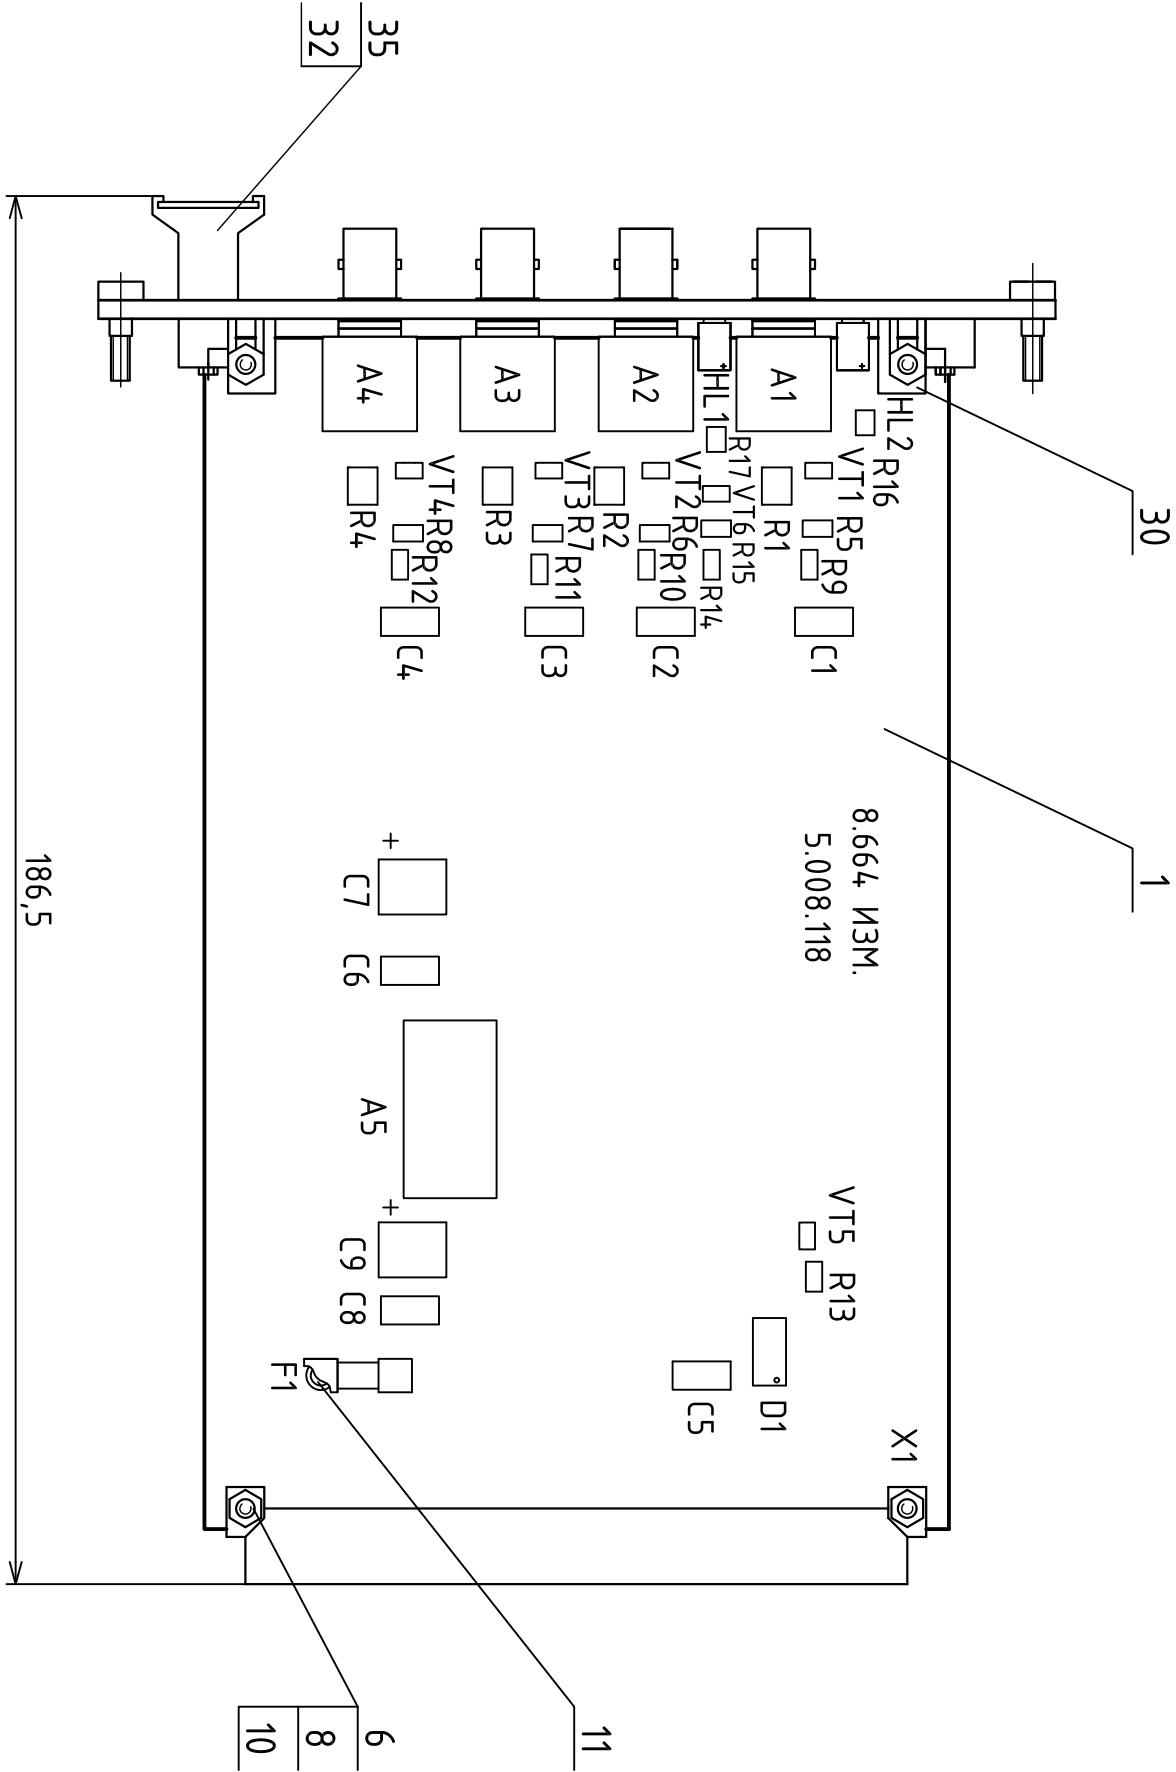 35
32
30
1
11
6
8
10
186,5
8.664 ИЗМ.
5.008.118
A4
A3
A2
A1
HL1
HL2
R16
R17
VT6
R15
R14
VT1
R5
R1
R9
C1
VT2
R6
R2
R10
C2
VT3
R7
R3
R11
C3
VT4
R8
R4
R12
C4
+
C7
C6
A5
+
C9
C8
F1
VT5
R13
D1
C5
X1